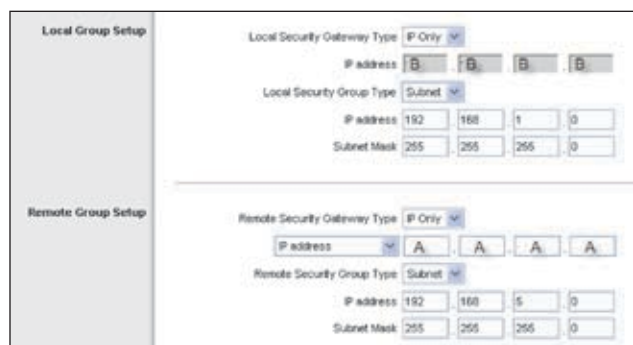 Local Group Setup
Local Security Gateway Type IP Only
IP address B. B. B. B.
Local Security Group Type Subnet
IP address 192 . 168 . 1 . 0
Subnet Mask 255 . 255 . 255 . 0
Remote Group Setup
Remote Security Gateway Type IP Only
IP address A. A. A. A.
Remote Security Group Type Subnet
IP address 192 . 168 . 5 . 0
Subnet Mask 255 . 255 . 255 . 0